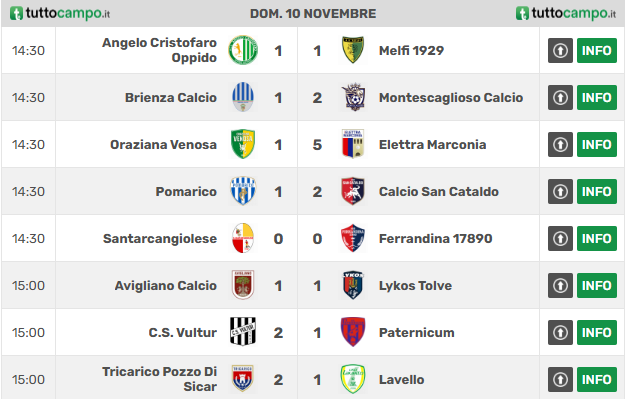 tuttocampo.it DOM. 10 NOVEMBRE tuttocampo.it
14:30 Angelo Cristofaro Oppido 1 1 Melfi 1929 INFO
14:30 Brienza Calcio 1 2 Montescaglioso Calcio INFO
14:30 Oraziana Venosa 1 5 Elettra Marconia INFO
14:30 Pomarico 1 2 Calcio San Cataldo INFO
14:30 Santarcangiolese 0 0 Ferrandina 17890 INFO
15:00 Avigliano Calcio 1 1 Lykos Tolve INFO
15:00 C.S. Vultur 2 1 Paternicum INFO
15:00 Tricarico Pozzo Di Sicar 2 1 Lavello INFO